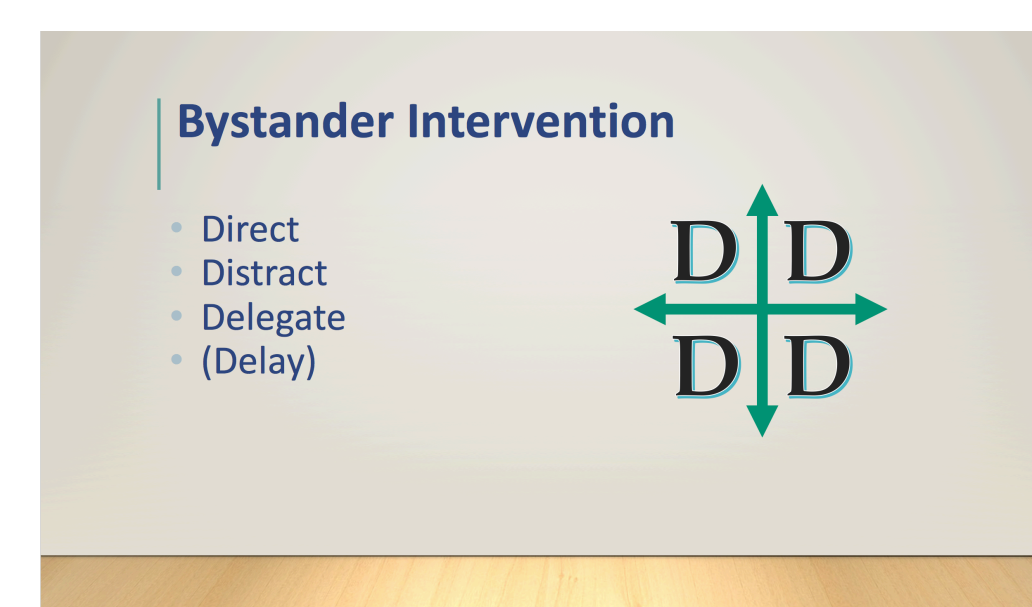 Bystander Intervention
• Direct
• Distract
• Delegate
• (Delay)
D D
D D